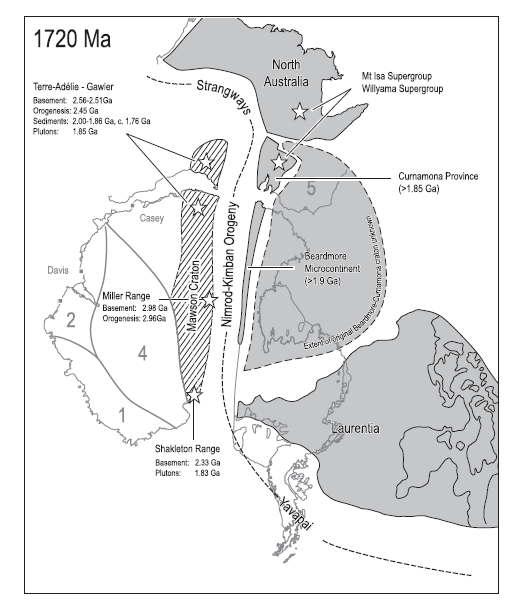 1720 Ma
North
Australia
Mt Isa Supergroup
Willyama Supergroup
Strangways
Terre-Adélie - Gawler
Basement: 2.56-2.51Ga
Orogenesis: 2.45 Ga
Sediments: 2.00-1.86 Ga, c. 1.76 Ga
Plutons: 1.85 Ga
Curnamona Province
(>1.85 Ga)
5
Casey
Nimrod-Kimban Orogeny
Mawson Craton
Extent of original Beardmore-Curnamona craton unknown
Beardmore
Microcontinent
(>1.9 Ga)
Davis
Miller Range
Basement: 2.98 Ga
Orogenesis: 2.96Ga
2
4
1
Laurentia
Shakleton Range
Basement: 2.33 Ga
Plutons: 1.83 Ga
Yavapai